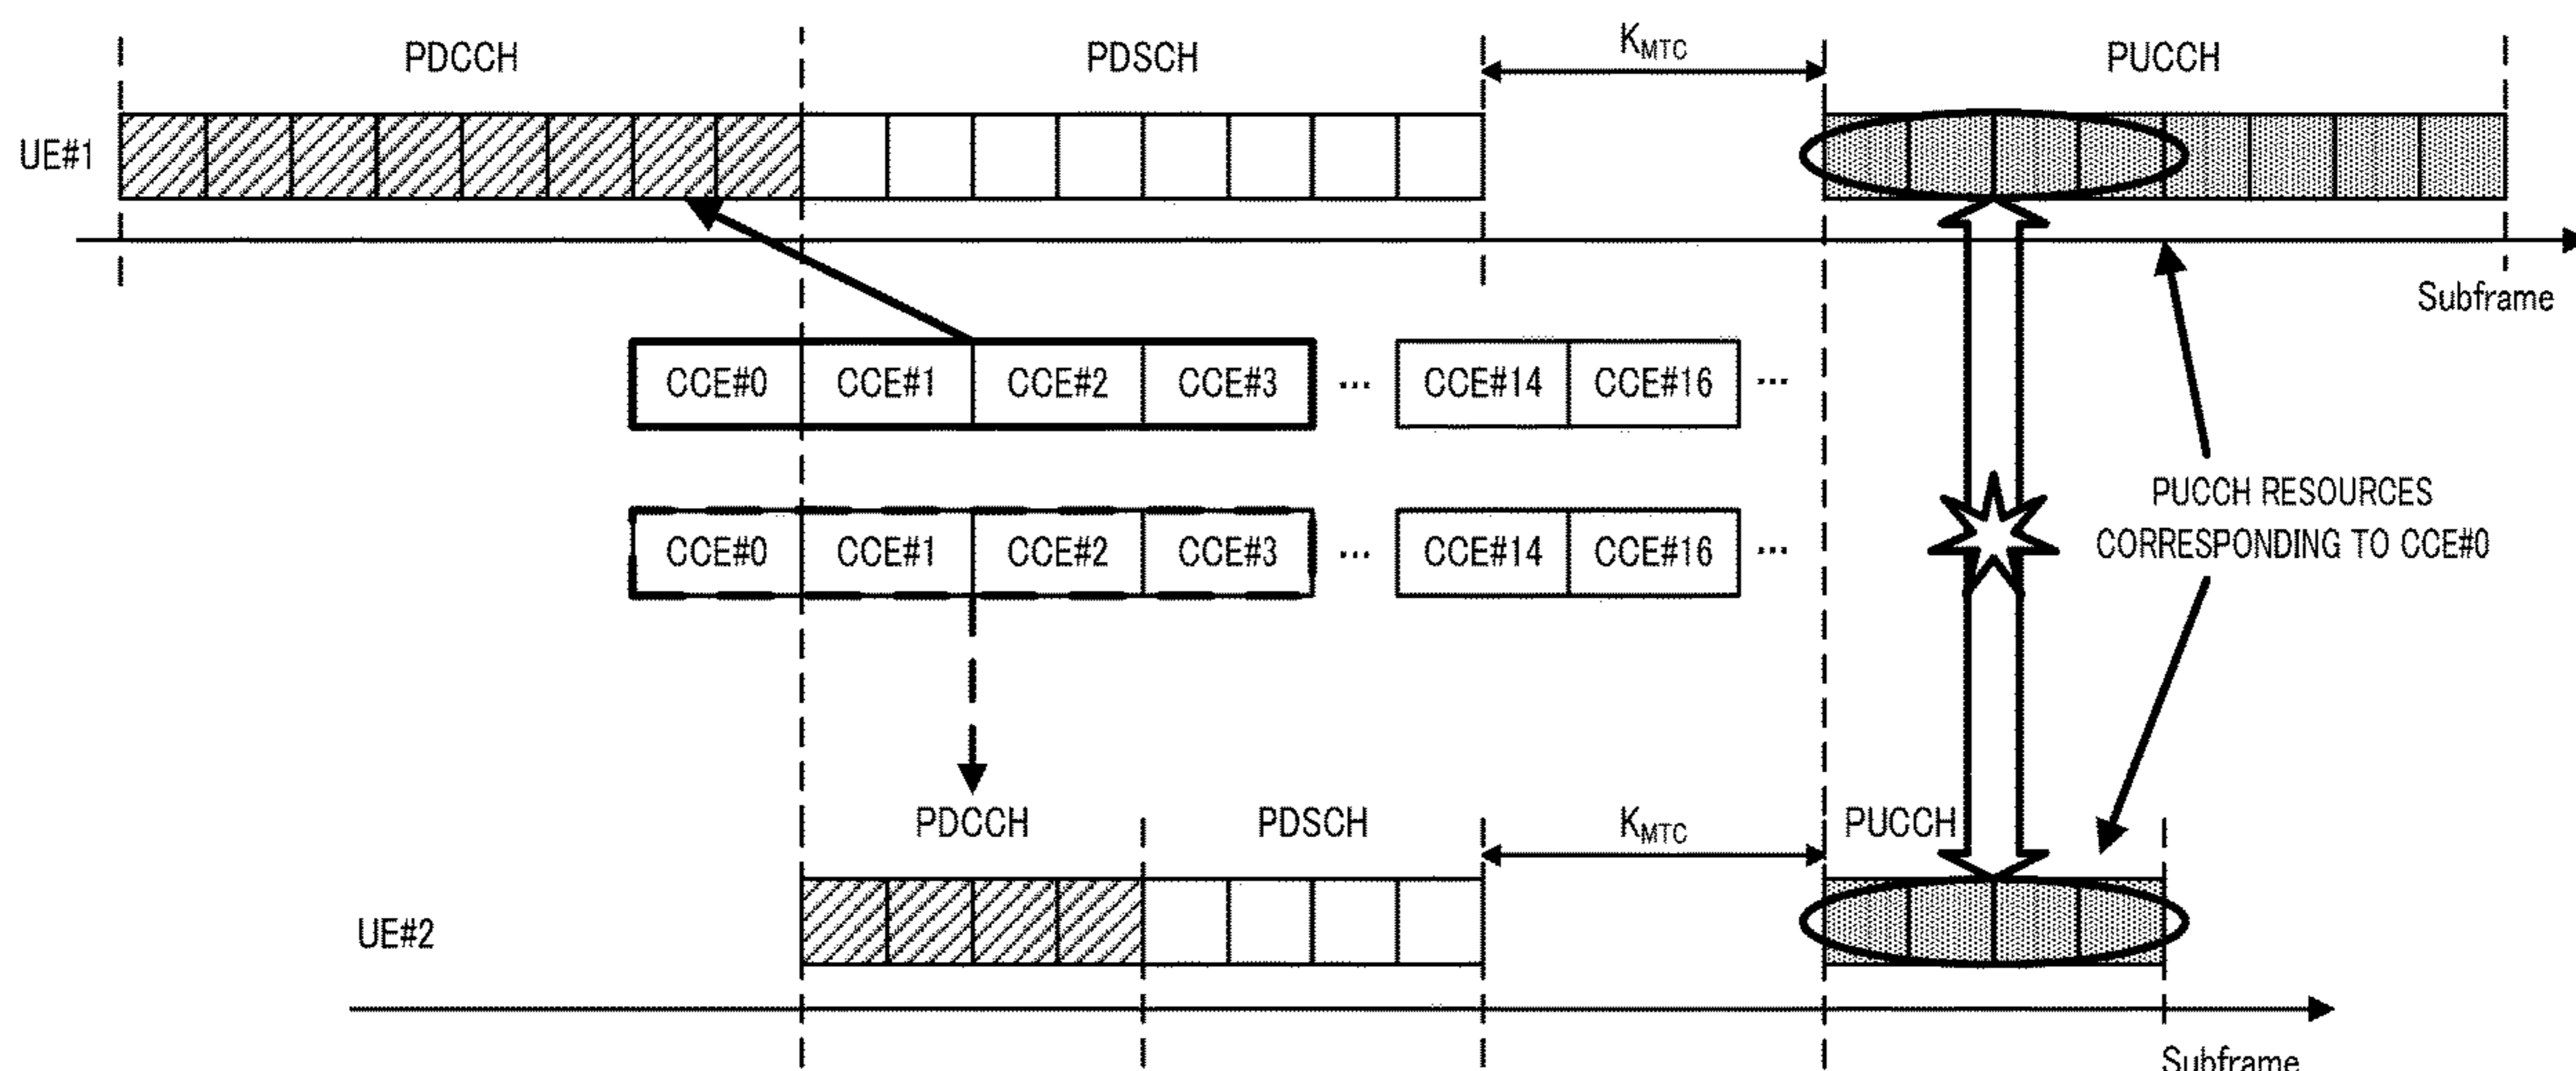 PDCCH PDSCH K_MTC PUCCH
UE#1
Subframe
CCE#0 CCE#1 CCE#2 CCE#3 ... CCE#14 CCE#16 ...
PUCCH RESOURCES
CORRESPONDING TO CCE#0
CCE#0 CCE#1 CCE#2 CCE#3 ... CCE#14 CCE#16 ...
PDCCH PDSCH K_MTC PUCCH
UE#2
Subframe